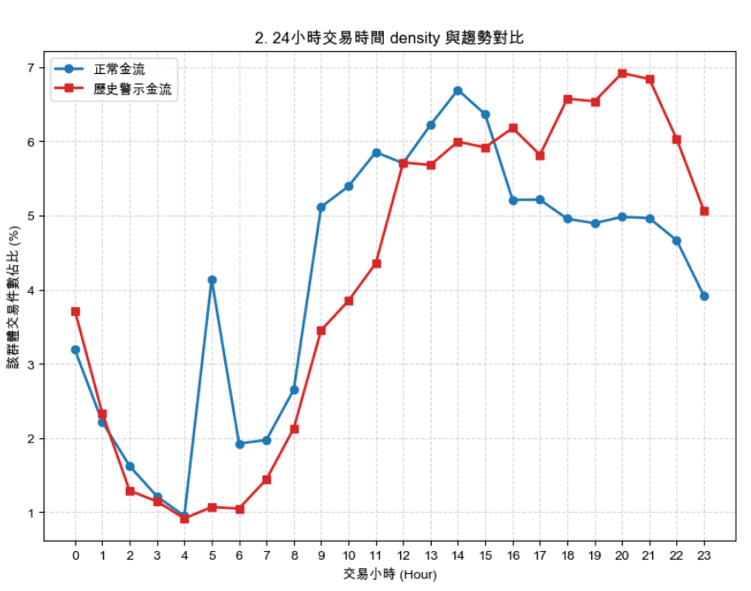 2. 24小時交易時間 density 與趨勢對比
正常金流
歷史警示金流
該群體交易件數佔比 (%)
7
6
5
4
3
2
1
0 1 2 3 4 5 6 7 8 9 10 11 12 13 14 15 16 17 18 19 20 21 22 23
交易小時 (Hour)